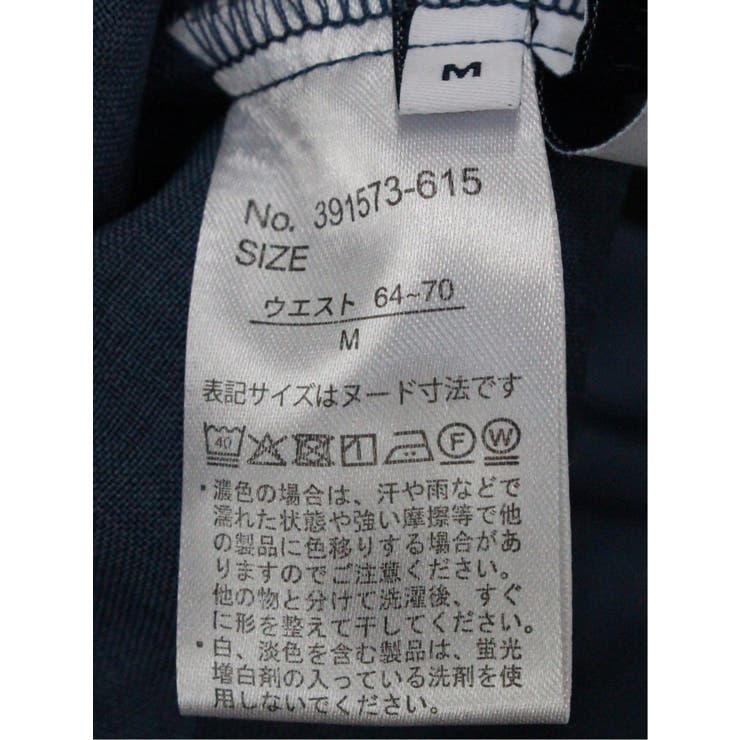 M
No. 391573-615
SIZE
ウエスト 64~70
M
表記サイズはヌード寸法です
40 F W
・濃色の場合は、汗や雨などで
濡れた状態や強い摩擦等で他
の製品に色移りする場合があ
りますのでご注意ください。
他の物と分けて洗濯後、すぐ
に形を整えて干してください。
・白、淡色を含む製品は、蛍光
増白剤の入っている洗剤を使
用しないでください。